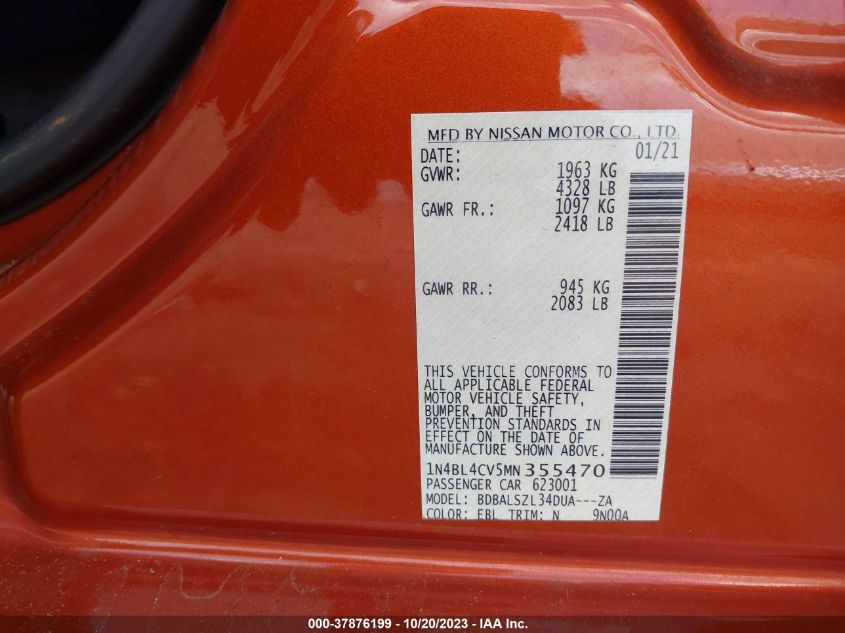 MFD BY NISSAN MOTOR CO., LTD.
DATE: 01/21
GVWR: 1963 KG
4328 LB
GAWR FR.: 1097 KG
2418 LB
GAWR RR.: 945 KG
2083 LB
THIS VEHICLE CONFORMS TO
ALL APPLICABLE FEDERAL
MOTOR VEHICLE SAFETY,
BUMPER, AND THEFT
PREVENTION STANDARDS IN
EFFECT ON THE DATE OF
MANUFACTURE SHOWN ABOVE.
1N4BL4CV5MN355470
PASSENGER CAR 623001
MODEL: BDBALSZL34DUA---ZA
COLOR: EBL TRIM: N 9N00A
000-37876199 - 10/20/2023 - IAA Inc.